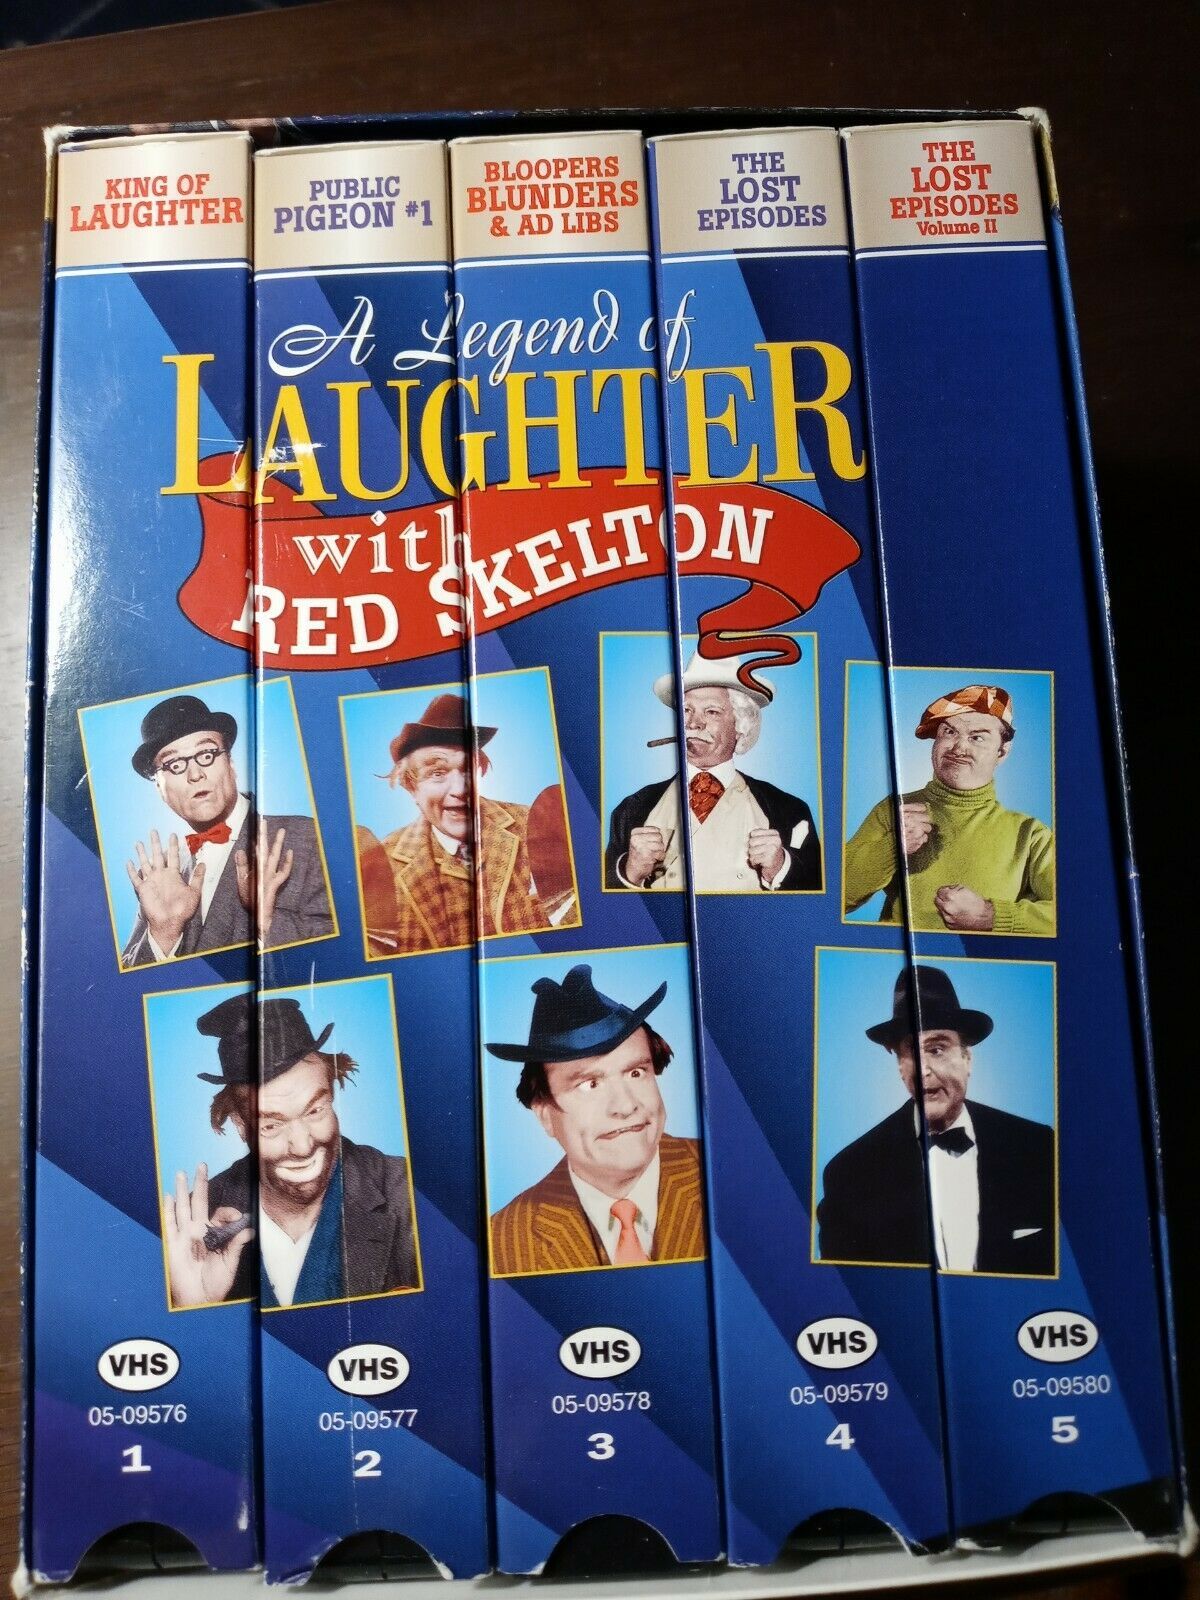 KING OF
LAUGHTER
PUBLIC
PIGEON #1
BLOOPERS
BLUNDERS
& AD LIBS
THE
LOST
EPISODES
THE
LOST
EPISODES
Volume II
A Legend of
LAUGHTER
with
RED SKELTON
VHS
05-09576
1
VHS
05-09577
2
VHS
05-09578
3
VHS
05-09579
4
VHS
05-09580
5